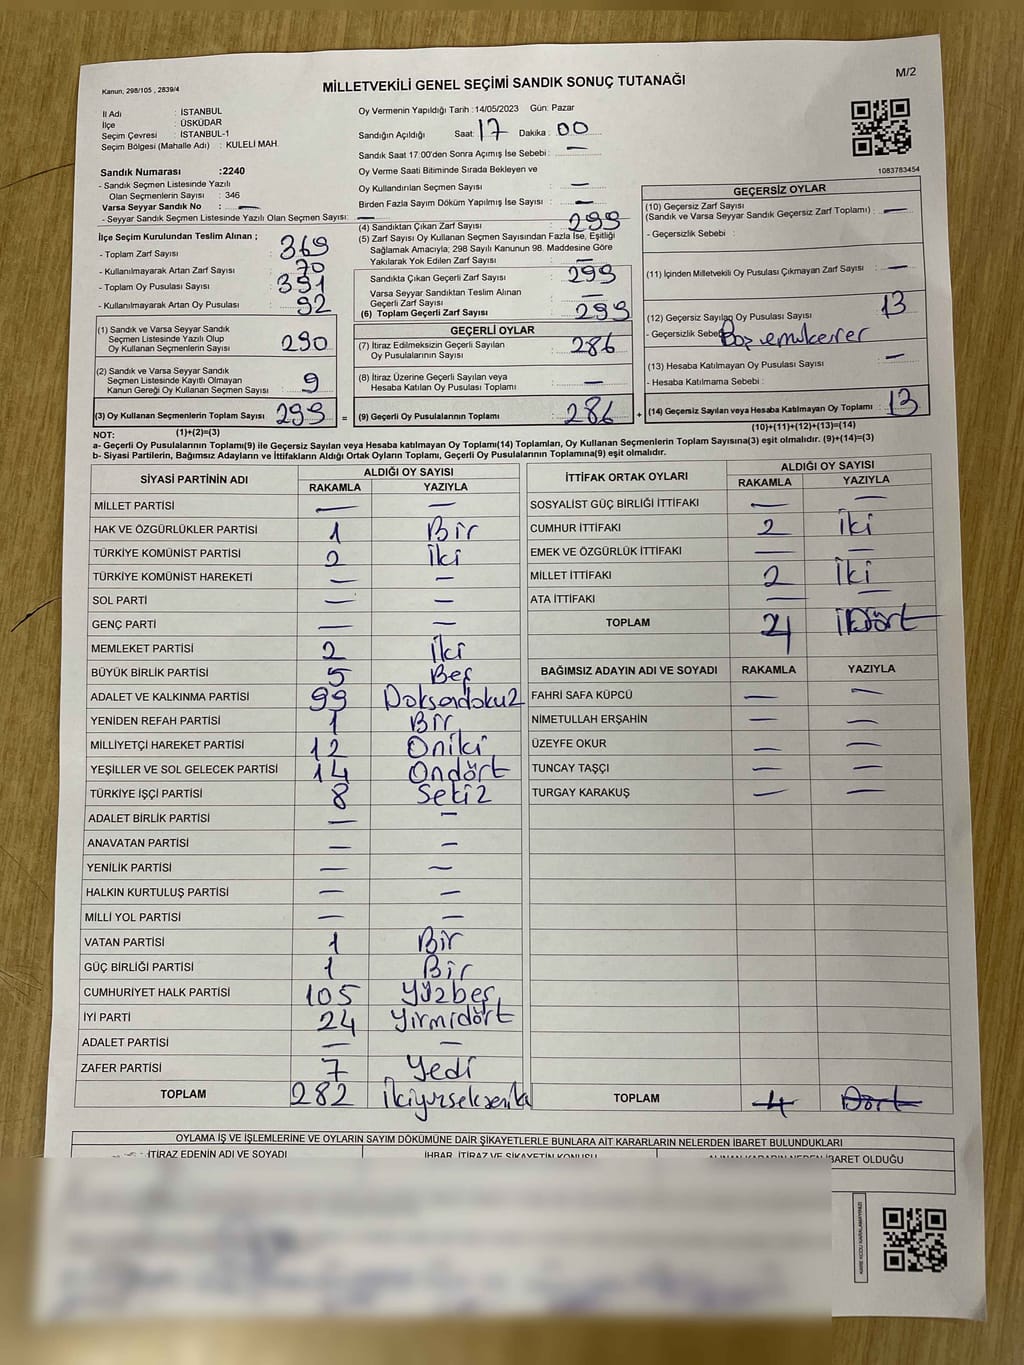 Kanun; 298/105 , 2839/4
MİLLETVEKİLİ GENEL SEÇİMİ SANDIK SONUÇ TUTANAĞI
M/2
İl Adı : İSTANBUL
İlçe : ÜSKÜDAR
Seçim Çevresi : İSTANBUL-1
Seçim Bölgesi (Mahalle Adı) : KULELİ MAH.
Oy Vermenin Yapıldığı Tarih : 14/05/2023 Gün: Pazar
Sandığın Açıldığı Saat: 17 Dakika : 00
Sandık Saat 17:00'den Sonra Açımış İse Sebebi : —
Oy Verme Saati Bitiminde Sırada Bekleyen ve
Oy Kullandırılan Seçmen Sayısı : —
Birden Fazla Sayım Döküm Yapılmış İse Sayısı : —
1083783454
Sandık Numarası :2240
- Sandık Seçmen Listesinde Yazılı
Olan Seçmenlerin Sayısı : 346
Varsa Seyyar Sandık No : —
- Seyyar Sandık Seçmen Listesinde Yazılı Olan Seçmen Sayısı: —
İlçe Seçim Kurulundan Teslim Alınan ;
- Toplam Zarf Sayısı : 369
- Kullanılmayarak Artan Zarf Sayısı : 70
- Toplam Oy Pusulası Sayısı : 391
- Kullanılmayarak Artan Oy Pusulası : 92
(1) Sandık ve Varsa Seyyar Sandık
Seçmen Listesinde Yazılı Olup
Oy Kullanan Seçmenlerin Sayısı : 290
(2) Sandık ve Varsa Seyyar Sandık
Seçmen Listesinde Kayıtlı Olmayan
Kanun Gereği Oy Kullanan Seçmen Sayısı : 9
(3) Oy Kullanan Seçmenlerin Toplam Sayısı : 299 =
(1)+(2)=(3)
(4) Sandıktan Çıkan Zarf Sayısı : 299
(5) Zarf Sayısı Oy Kullanan Seçmen Sayısından Fazla İse, Eşitliği
Sağlamak Amacıyla; 298 Sayılı Kanunun 98. Maddesine Göre
Yakılarak Yok Edilen Zarf Sayısı : —
Sandıkta Çıkan Geçerli Zarf Sayısı : 299
Varsa Seyyar Sandıktan Teslim Alınan
Geçerli Zarf Sayısı : —
(6) Toplam Geçerli Zarf Sayısı : 299
GEÇERLİ OYLAR
(7) İtiraz Edilmeksizin Geçerli Sayılan
Oy Pusulalarının Sayısı : 286
(8) İtiraz Üzerine Geçerli Sayılan veya
Hesaba Katılan Oy Pusulası Toplamı : —
(9) Geçerli Oy Pusulalarının Toplamı : 286 +
GEÇERSİZ OYLAR
(10) Geçersiz Zarf Sayısı
(Sandık ve Varsa Seyyar Sandık Geçersiz Zarf Toplamı) : —
- Geçersizlik Sebebi :
(11) İçinden Milletvekili Oy Pusulası Çıkmayan Zarf Sayısı : —
(12) Geçersiz Sayılan Oy Pusulası Sayısı : 13
- Geçersizlik Sebebi
(13) Hesaba Katılmayan Oy Pusulası Sayısı : —
- Hesaba Katılmama Sebebi :
(14) Geçersiz Sayılan veya Hesaba Katılmayan Oy Toplamı : 13
(10)+(11)+(12)+(13)=(14)
NOT:
a- Geçerli Oy Pusulalarının Toplamı(9) ile Geçersiz Sayılan veya Hesaba katılmayan Oy Toplamı(14) Toplamları, Oy Kullanan Seçmenlerin Toplam Sayısına(3) eşit olmalıdır. (9)+(14)=(3)
b- Siyasi Partilerin, Bağımsız Adayların ve İttifakların Aldığı Ortak Oyların Toplamı, Geçerli Oy Pusulalarının Toplamına(9) eşit olmalıdır.
SİYASİ PARTİNİN ADI ALDIĞI OY SAYISI
RAKAMLA YAZIYLA
MİLLET PARTİSİ — —
HAK VE ÖZGÜRLÜKLER PARTİSİ 1 Bir
TÜRKİYE KOMÜNİST PARTİSİ 2 İki
TÜRKİYE KOMÜNİST HAREKETİ — —
SOL PARTİ — —
GENÇ PARTİ — —
MEMLEKET PARTİSİ 2 İki
BÜYÜK BİRLİK PARTİSİ 5 Beş
ADALET VE KALKINMA PARTİSİ 99 Doksandokuz
YENİDEN REFAH PARTİSİ 1 Bir
MİLLİYETÇİ HAREKET PARTİSİ 12 Oniki
YEŞİLLER VE SOL GELECEK PARTİSİ 14 Ondört
TÜRKİYE İŞÇİ PARTİSİ 8 Sekiz
ADALET BİRLİK PARTİSİ — —
ANAVATAN PARTİSİ — —
YENİLİK PARTİSİ — —
HALKIN KURTULUŞ PARTİSİ — —
MİLLİ YOL PARTİSİ — —
VATAN PARTİSİ 1 Bir
GÜÇ BİRLİĞİ PARTİSİ 1 Bir
CUMHURİYET HALK PARTİSİ 105 Yüzbeş
İYİ PARTİ 24 Yirmidört
ADALET PARTİSİ — —
ZAFER PARTİSİ 7 Yedi
TOPLAM 282 İkiyüzsekseniki
İTTİFAK ORTAK OYLARI ALDIĞI OY SAYISI
RAKAMLA YAZIYLA
SOSYALİST GÜÇ BİRLİĞİ İTTİFAKI — —
CUMHUR İTTİFAKI 2 İki
EMEK VE ÖZGÜRLÜK İTTİFAKI — —
MİLLET İTTİFAKI 2 İki
ATA İTTİFAKI — —
TOPLAM 4 Dört
BAĞIMSIZ ADAYIN ADI VE SOYADI RAKAMLA YAZIYLA
FAHRİ SAFA KÜPCÜ — —
NİMETULLAH ERŞAHİN — —
ÜZEYFE OKUR — —
TUNCAY TAŞÇI — —
TURGAY KARAKUŞ — —
TOPLAM 4 Dört
OYLAMA İŞ VE İŞLEMLERİNE VE OYLARIN SAYIM DÖKÜMÜNE DAİR ŞİKAYETLERLE BUNLARA AİT KARARLARIN NELERDEN İBARET BULUNDUKLARI
İTİRAZ EDENİN ADI VE SOYADI İHBAR, İTİRAZ VE ŞİKAYETİN KONUSU ALINAN KARARIN NEDEN İBARET OLDUĞU
KARE KODU KARALAMAYINIZ!